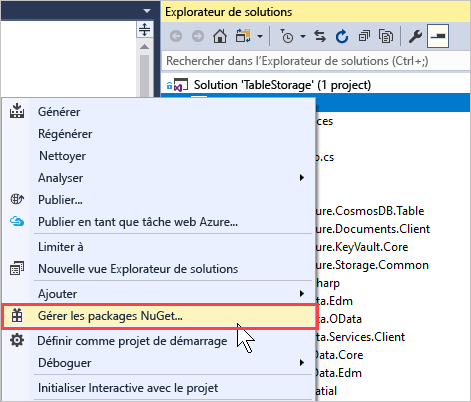 Explorateur de solutions
Rechercher dans l'Explorateur de solutions (Ctrl+;)
Solution 'TableStorage' (1 project)
Générer
Régénérer
Nettoyer
Analyser
Publier...
Publier en tant que tâche web Azure...
Limiter à
Nouvelle vue Explorateur de solutions
Ajouter
Gérer les packages NuGet...
Définir comme projet de démarrage
Déboguer
Initialiser Interactive avec le projet
ces
o.cs
ure.CosmosDB.Table
ure.Documents.Client
ure.KeyVault.Core
ure.Storage.Common
harp
ata.Edm
ata.OData
ata.Services.Client
Data.Core
Data.Edm
patial